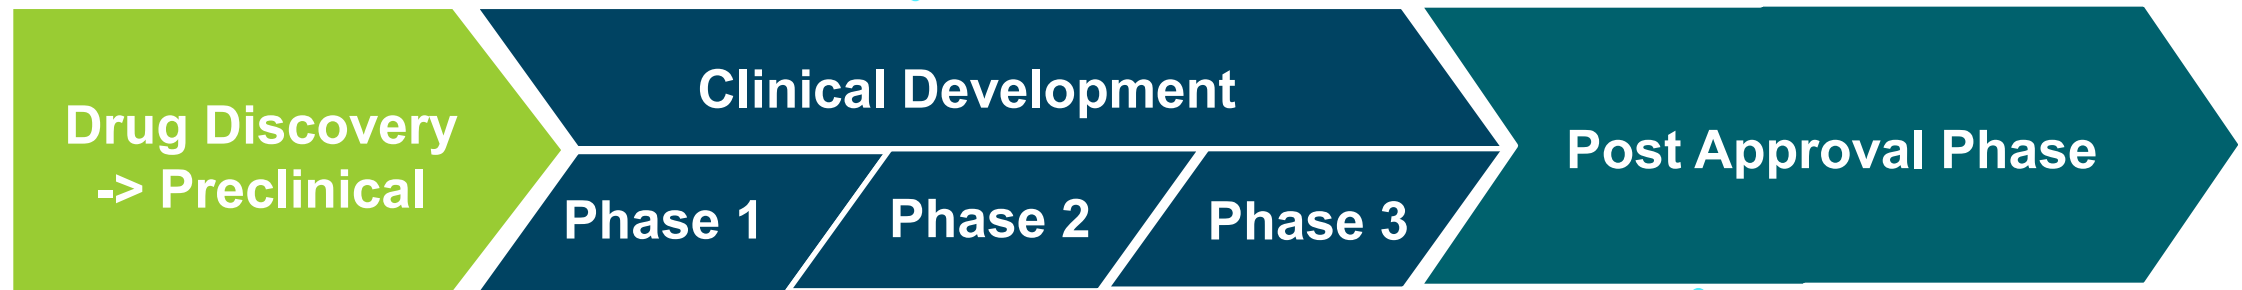 Drug Discovery
-> Preclinical
Clinical Development
Phase 1
Phase 2
Phase 3
Post Approval Phase